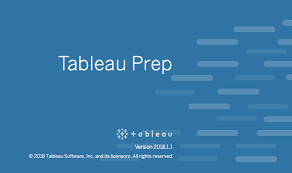 Tableau Prep
tableau
Version 2018.1.1
© 2018 Tableau Software, Inc. and its licensors. All rights reserved.